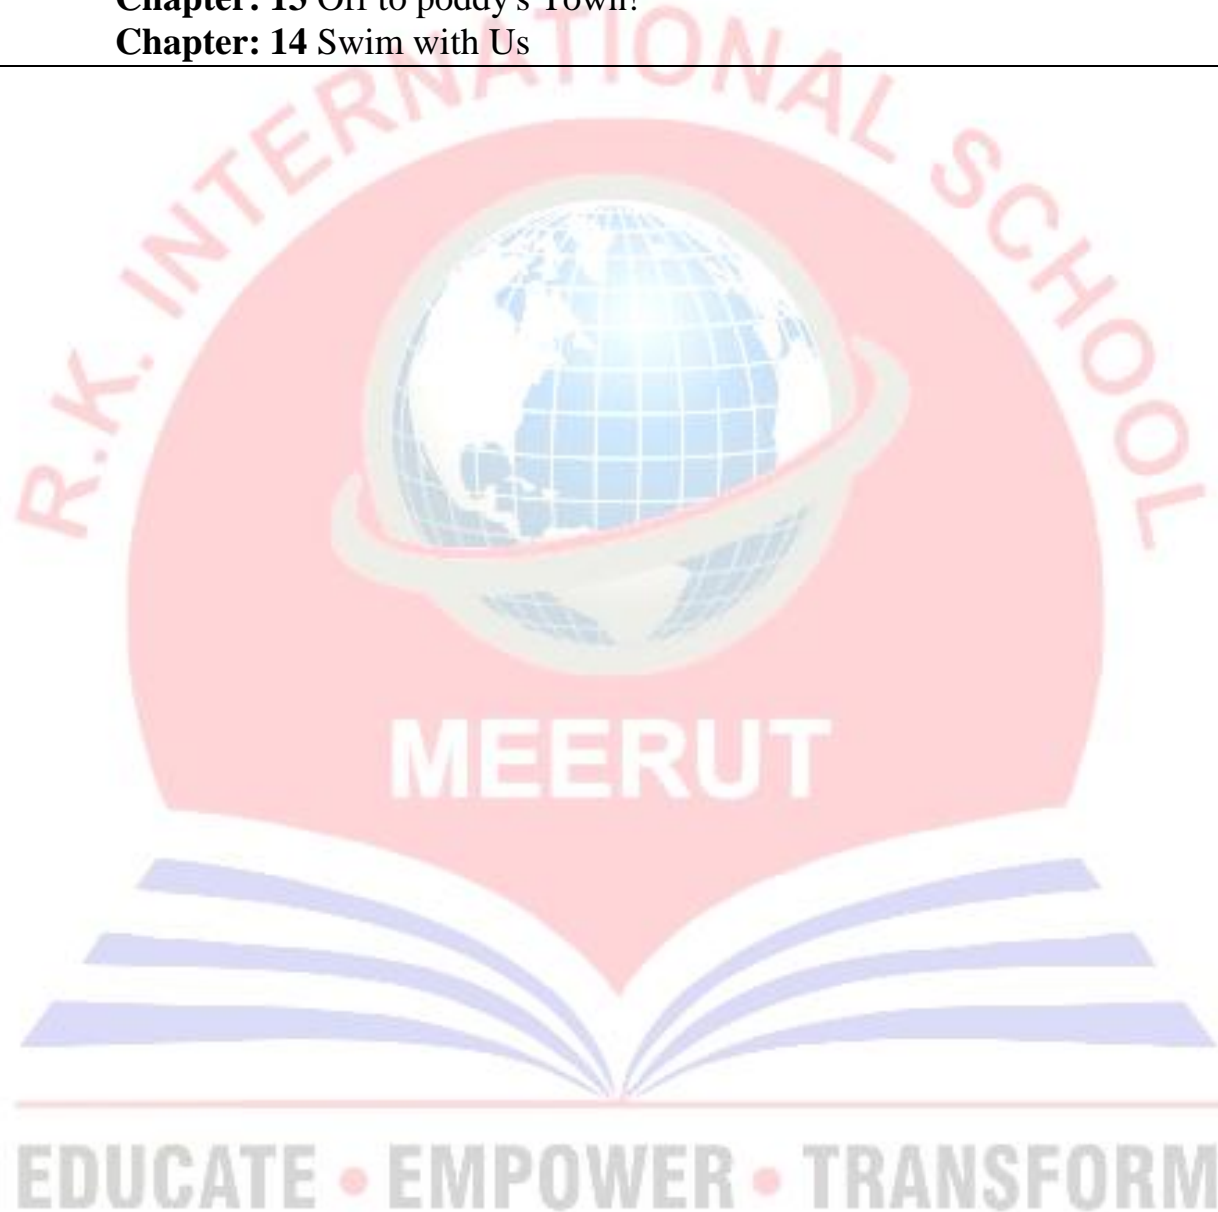 Chapter: 13 Off to poddy's Town!
Chapter: 14 Swim with Us
R.K. INTERNATIONAL SCHOOL
MEERUT
EDUCATE • EMPOWER • TRANSFORM